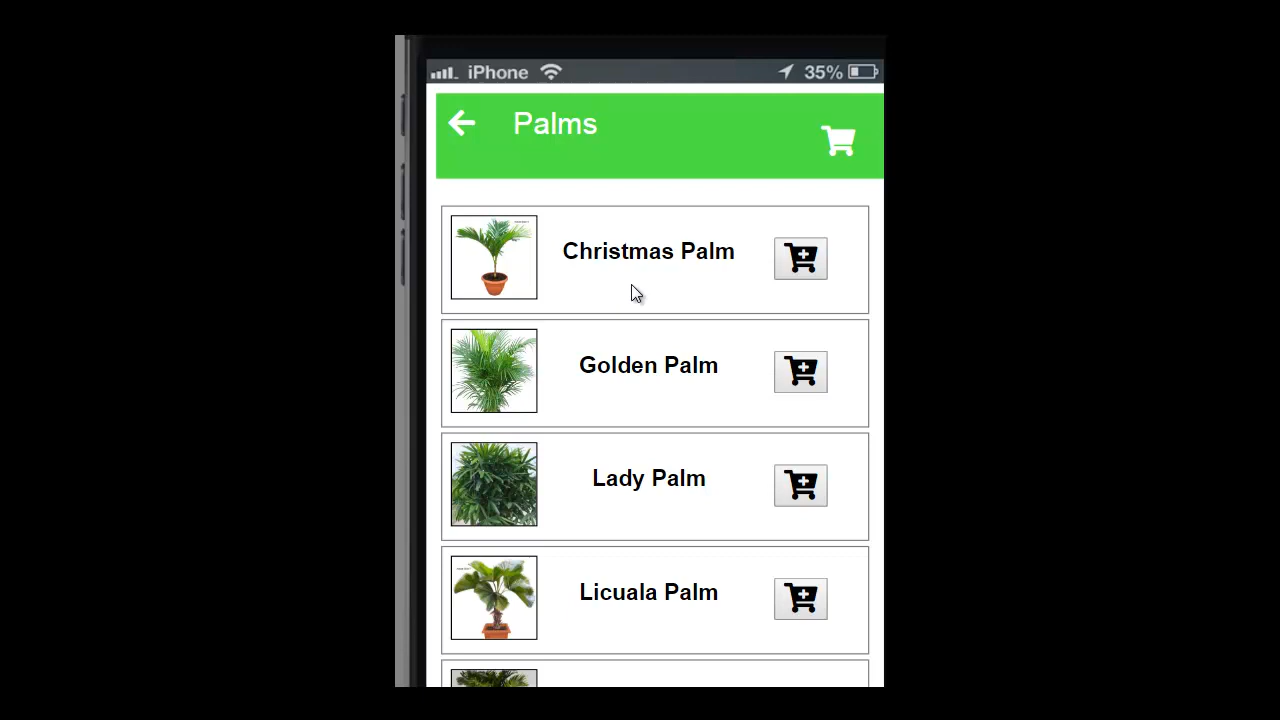 iPhone 35%
Palms
Christmas Palm
Golden Palm
Lady Palm
Licuala Palm